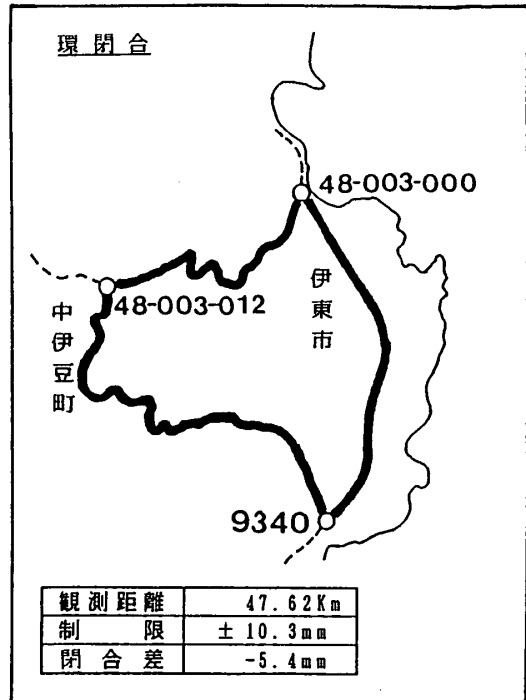 環閉合
48-003-000
伊東市
48-003-012
中伊豆町
9340
観測距離 47.62Km
制限 ±10.3mm
閉合差 -5.4mm